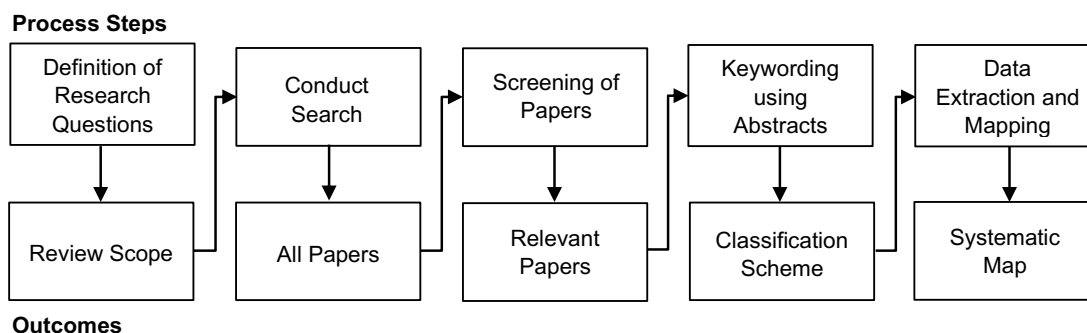 Process Steps
Definition of
Research
Questions
Conduct
Search
Screening of
Papers
Keywording
using
Abstracts
Data
Extraction and
Mapping
Review Scope
All Papers
Relevant
Papers
Classification
Scheme
Systematic
Map
Outcomes